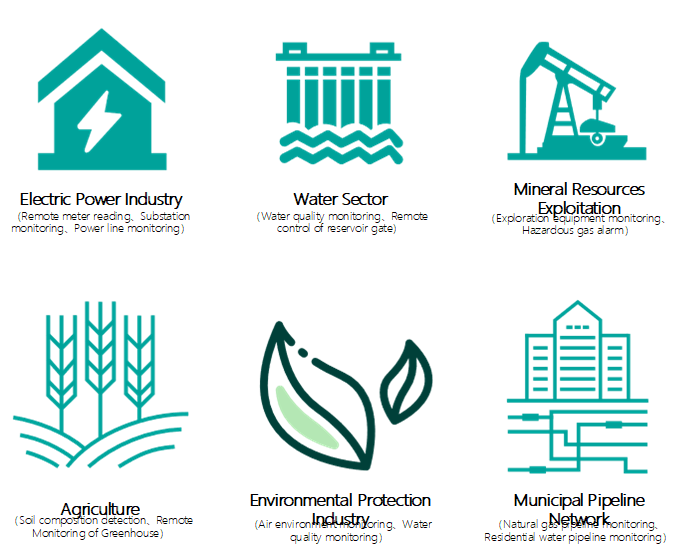 Electric Power Industry
（Remote meter reading、Substation
monitoring、Power line monitoring）
Water Sector
（Water quality monitoring、Remote
control of reservoir gate）
Mineral Resources
Exploitation
（Exploration equipment monitoring、
Hazardous gas alarm）
Agriculture
（Soil composition detection、Remote
Monitoring of Greenhouse）
Environmental Protection
Industry
（Air environment monitoring、Water
quality monitoring）
Municipal Pipeline
Network
（Natural gas pipeline monitoring、
Residential water pipeline monitoring）